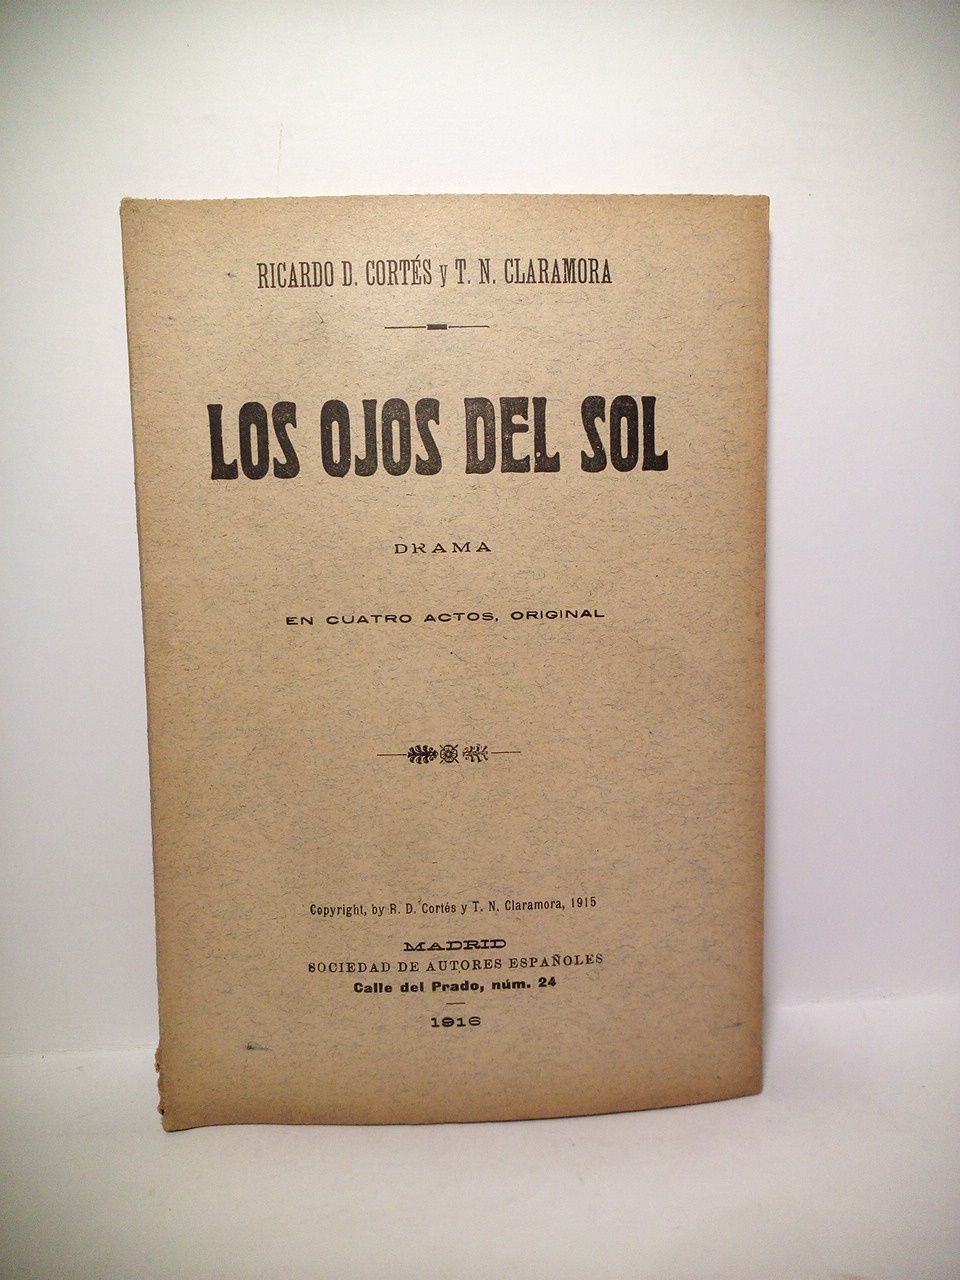 RICARDO D. CORTÉS y T. N. CLARAMORA
LOS OJOS DEL SOL
DRAMA
EN CUATRO ACTOS, ORIGINAL
Copyright, by R. D. Cortés y T. N. Claramora, 1915
MADRID
SOCIEDAD DE AUTORES ESPAÑOLES
Calle del Prado, núm. 24
1916